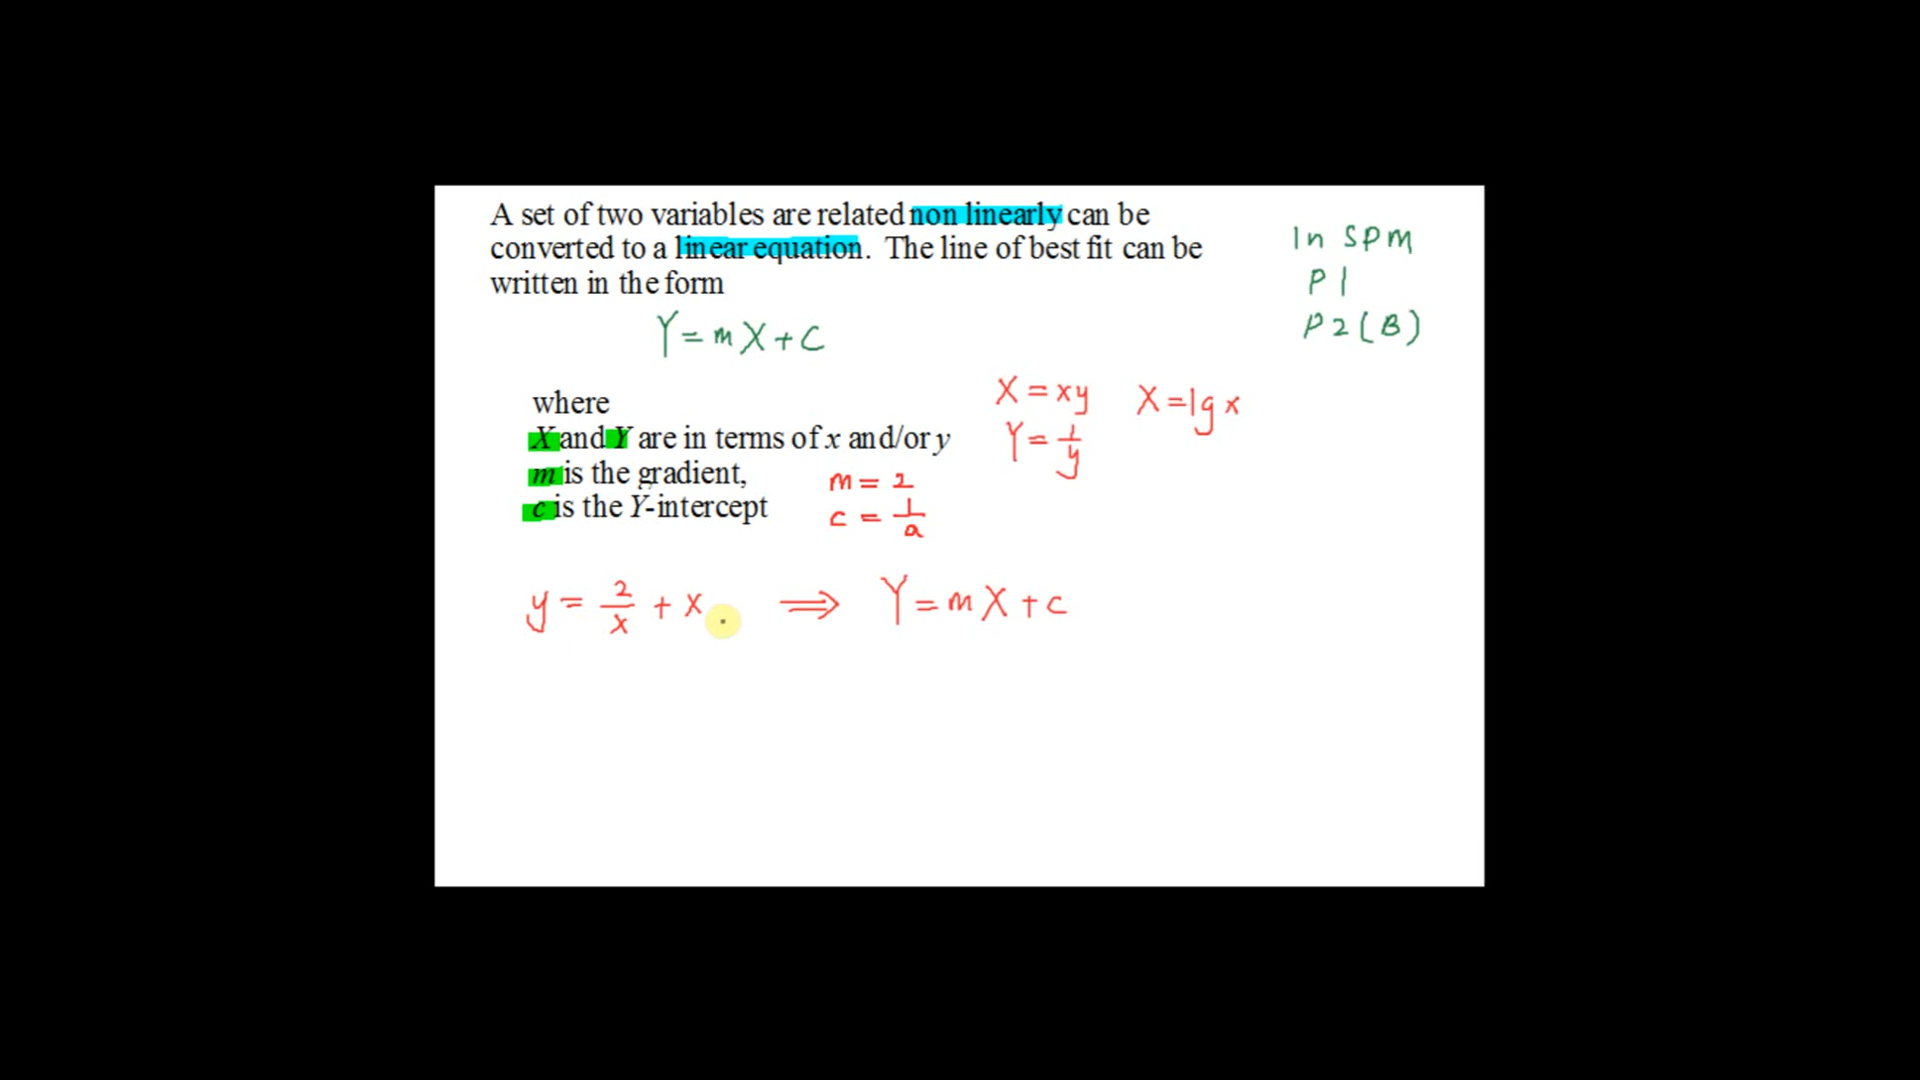 A set of two variables are related non linearly can be
converted to a linear equation. The line of best fit can be
written in the form
Y = mX + C
In SPM
P1
P2 (B)
where
X and Y are in terms of x and/or y
m is the gradient,
c is the Y-intercept
X = xy
Y = 1/y
X = lg x
m = 2
c = 1/a
y = 2/x + x ⟹ Y = mX + c